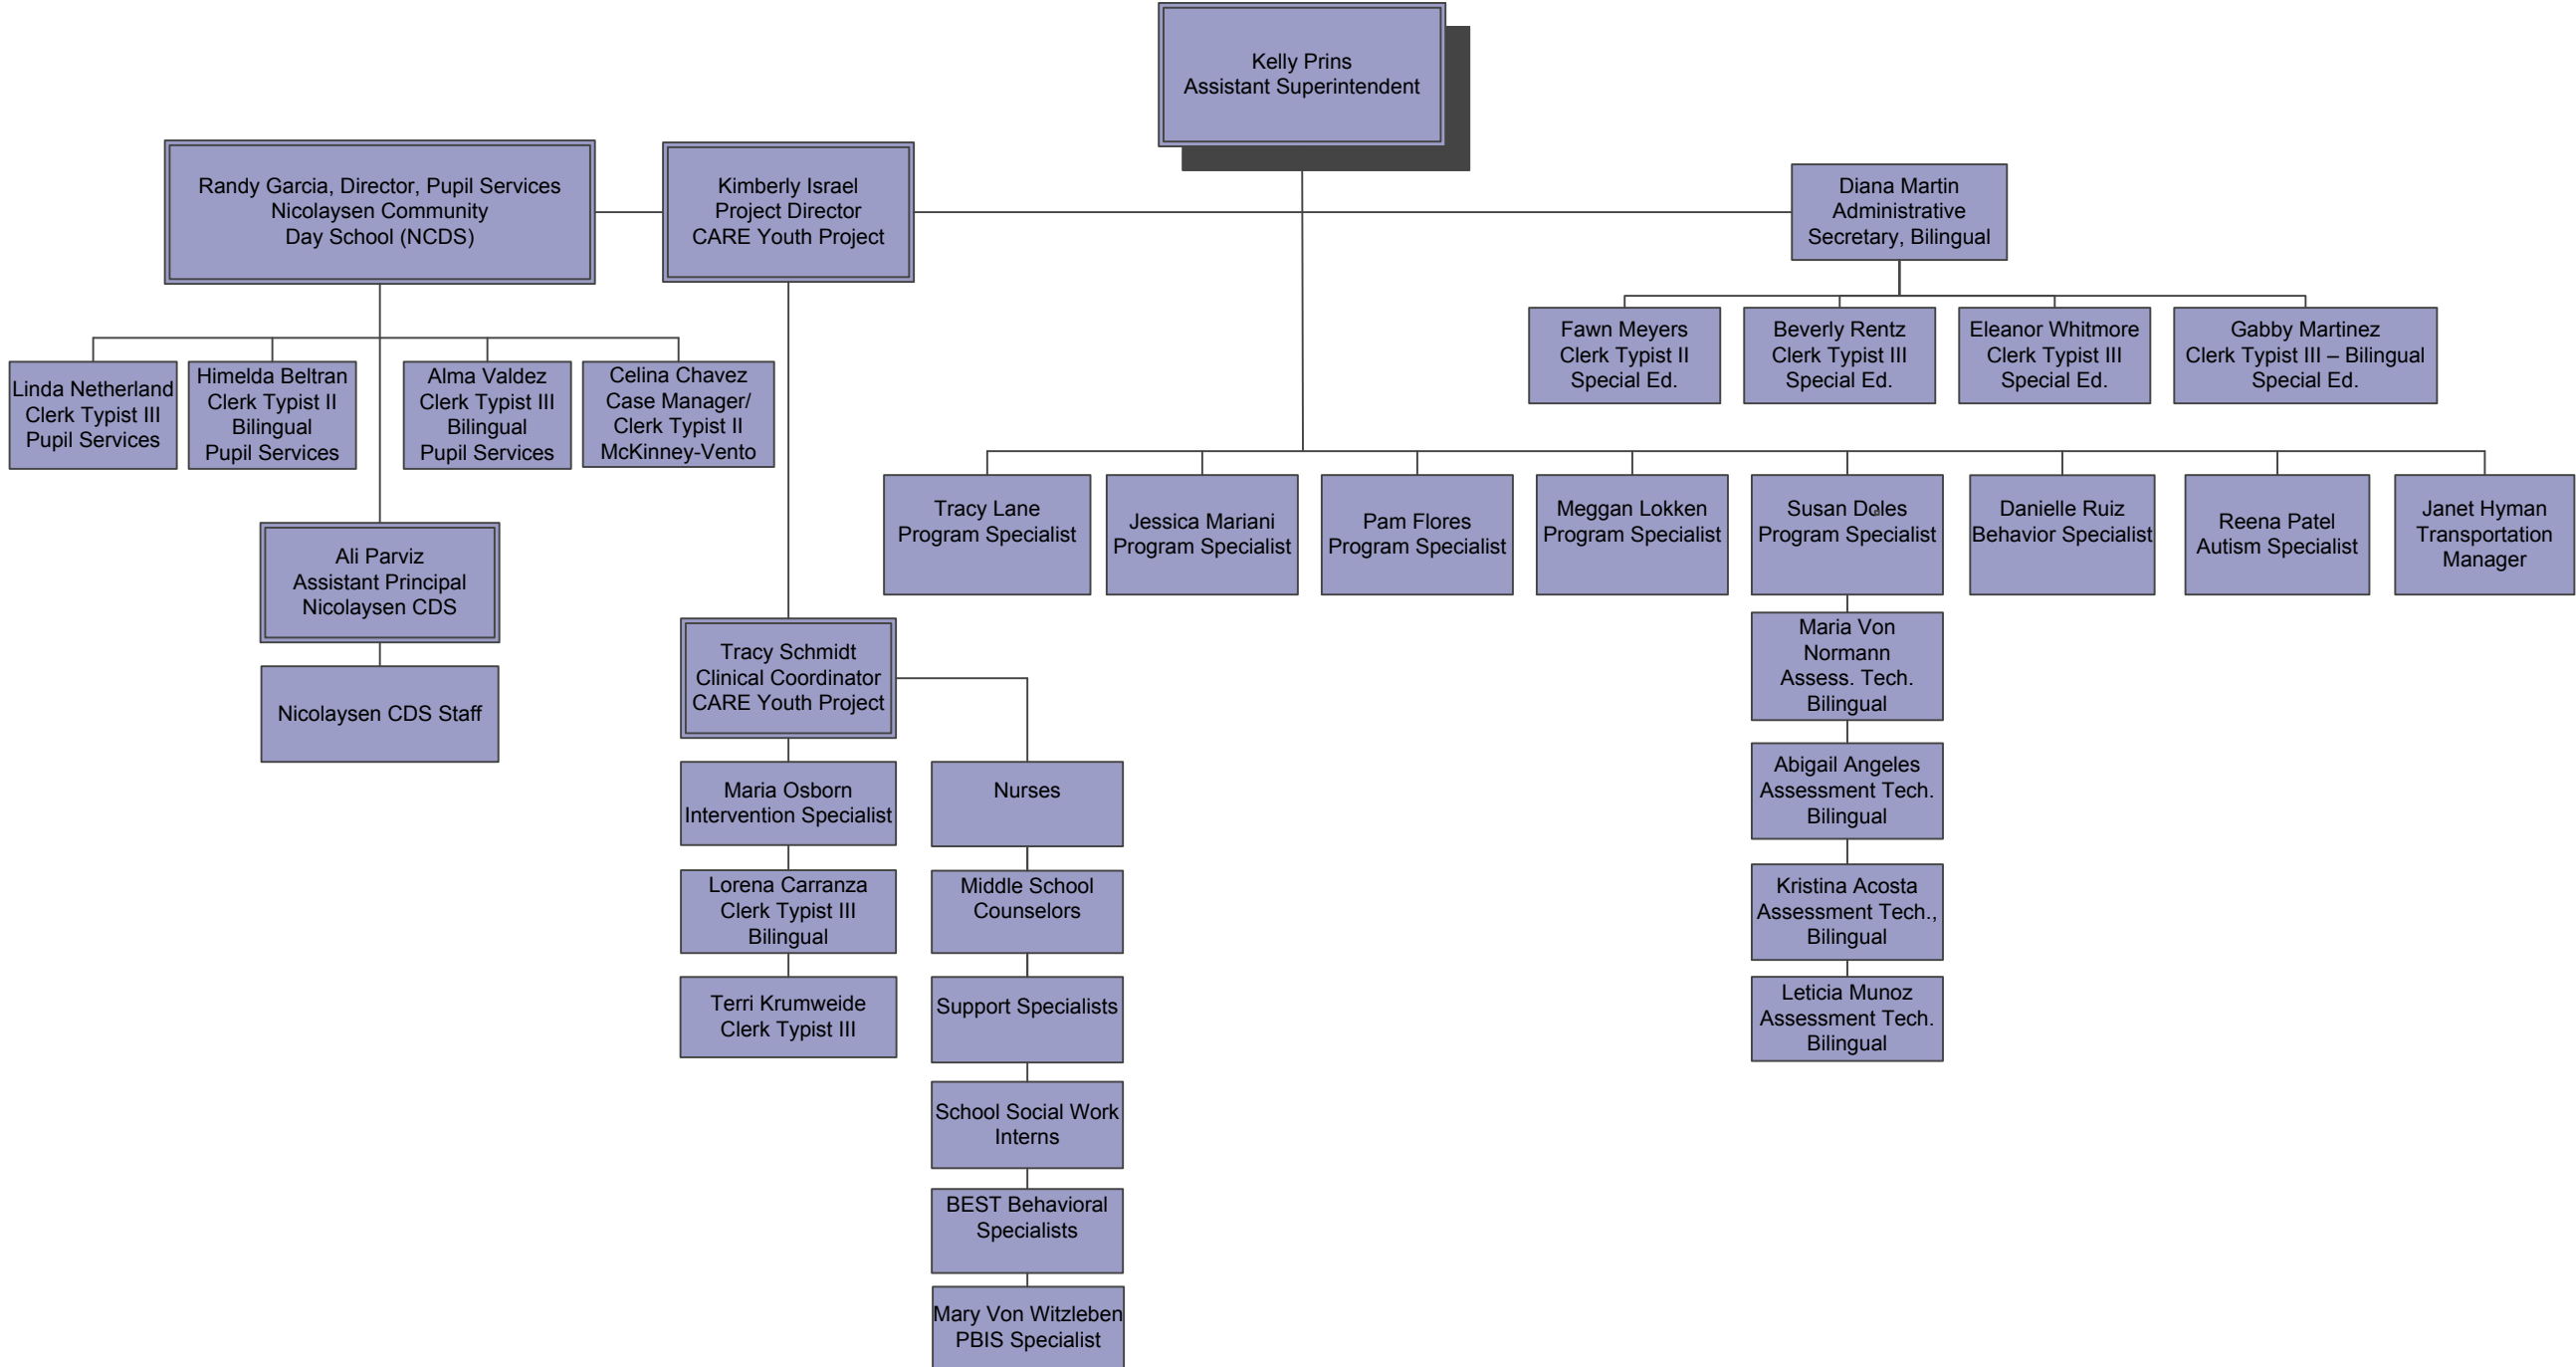 Kelly Prins
Assistant Superintendent
Randy Garcia, Director, Pupil Services
Nicolaysen Community
Day School (NCDS)
Kimberly Israel
Project Director
CARE Youth Project
Diana Martin
Administrative
Secretary, Bilingual
Fawn Meyers
Clerk Typist II
Special Ed.
Beverly Rentz
Clerk Typist III
Special Ed.
Eleanor Whitmore
Clerk Typist III
Special Ed.
Gabby Martinez
Clerk Typist III – Bilingual
Special Ed.
Linda Netherland
Clerk Typist III
Pupil Services
Himelda Beltran
Clerk Typist II
Bilingual
Pupil Services
Alma Valdez
Clerk Typist III
Bilingual
Pupil Services
Celina Chavez
Case Manager/
Clerk Typist II
McKinney-Vento
Tracy Lane
Program Specialist
Jessica Mariani
Program Specialist
Pam Flores
Program Specialist
Meggan Lokken
Program Specialist
Susan Doles
Program Specialist
Danielle Ruiz
Behavior Specialist
Reena Patel
Autism Specialist
Janet Hyman
Transportation
Manager
Ali Parviz
Assistant Principal
Nicolaysen CDS
Nicolaysen CDS Staff
Tracy Schmidt
Clinical Coordinator
CARE Youth Project
Maria Osborn
Intervention Specialist
Lorena Carranza
Clerk Typist III
Bilingual
Terri Krumweide
Clerk Typist III
Nurses
Middle School
Counselors
Support Specialists
School Social Work
Interns
BEST Behavioral
Specialists
Mary Von Witzleben
PBIS Specialist
Maria Von
Normann
Assess. Tech.
Bilingual
Abigail Angeles
Assessment Tech.
Bilingual
Kristina Acosta
Assessment Tech.,
Bilingual
Leticia Munoz
Assessment Tech.
Bilingual